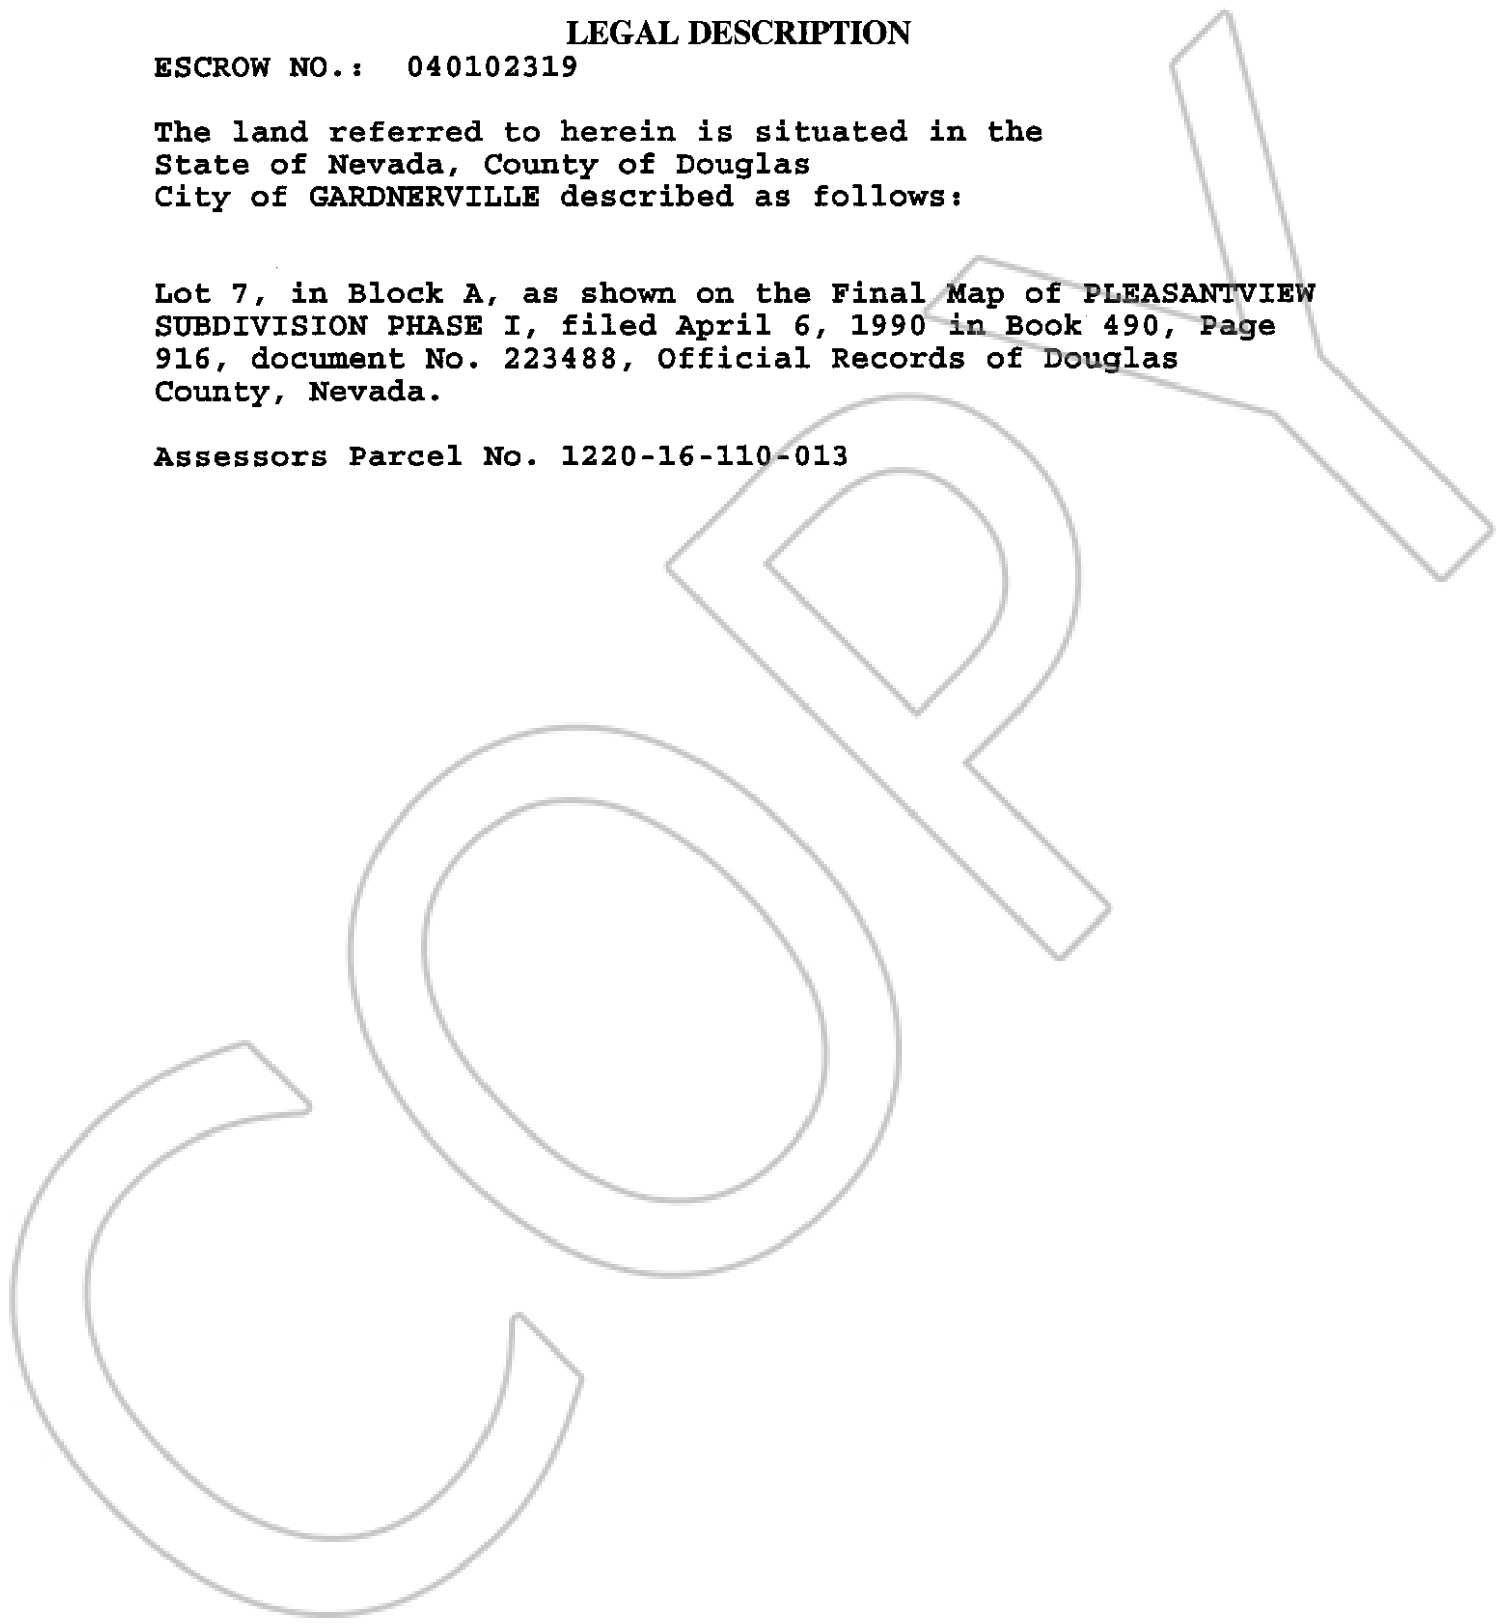 LEGAL DESCRIPTION
ESCROW NO.: 040102319
The land referred to herein is situated in the
State of Nevada, County of Douglas
City of GARDNERVILLE described as follows:
Lot 7, in Block A, as shown on the Final Map of PLEASANTVIEW
SUBDIVISION PHASE I, filed April 6, 1990 in Book 490, Page
916, document No. 223488, Official Records of Douglas
County, Nevada.
Assessors Parcel No. 1220-16-110-013
COPY